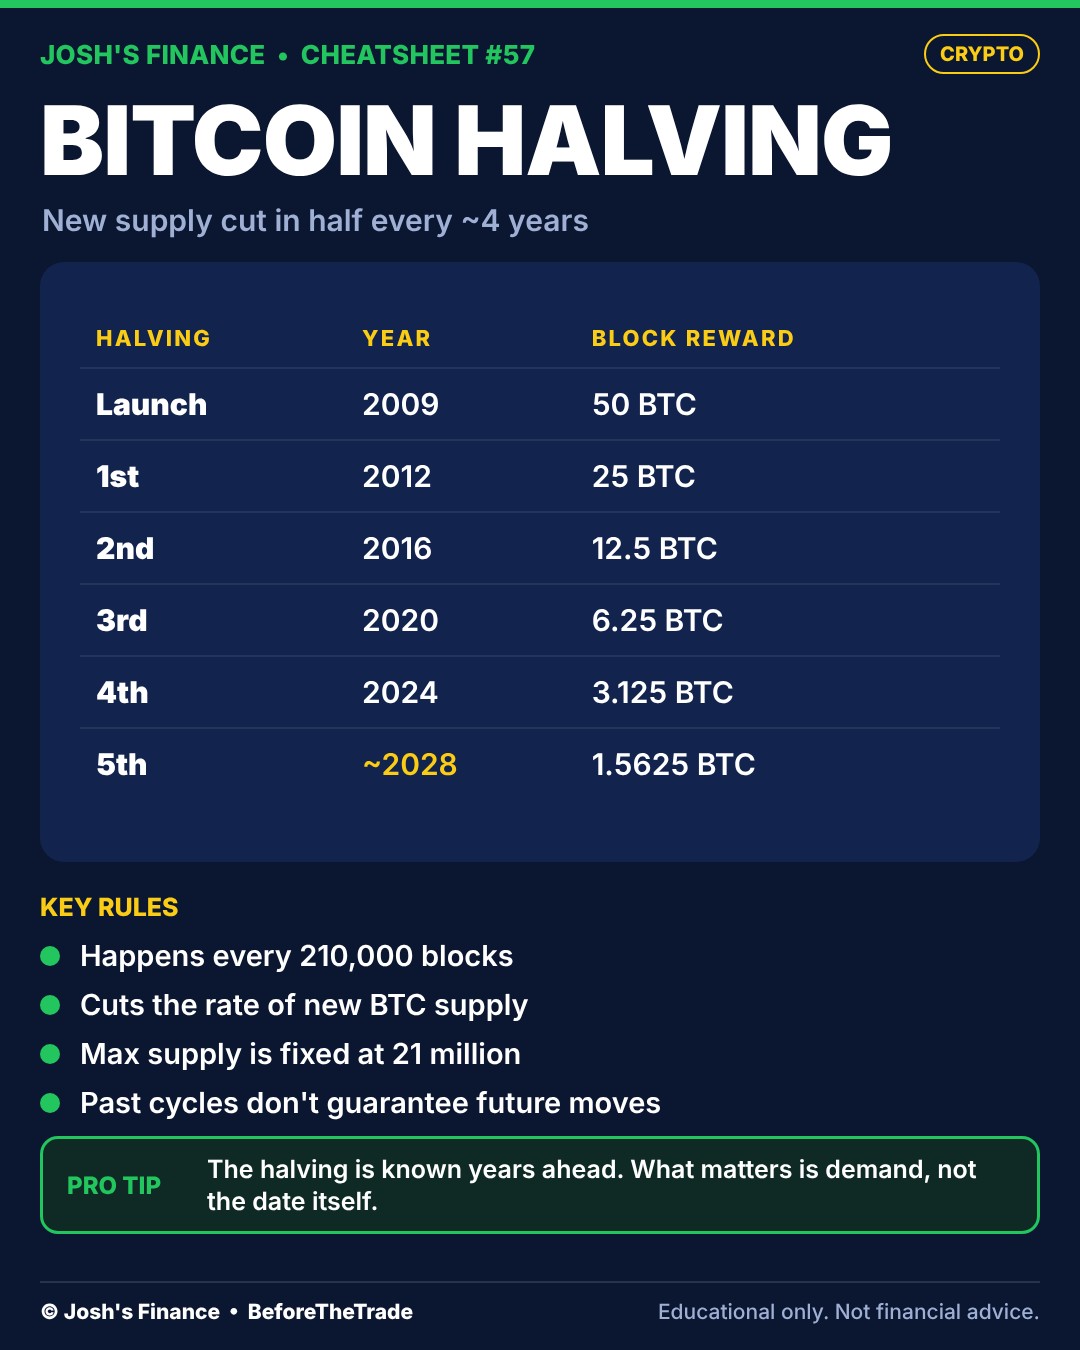 JOSH'S FINANCE • CHEATSHEET #57
CRYPTO
BITCOIN HALVING
New supply cut in half every ~4 years
HALVING YEAR BLOCK REWARD
Launch 2009 50 BTC
1st 2012 25 BTC
2nd 2016 12.5 BTC
3rd 2020 6.25 BTC
4th 2024 3.125 BTC
5th ~2028 1.5625 BTC
KEY RULES
Happens every 210,000 blocks
Cuts the rate of new BTC supply
Max supply is fixed at 21 million
Past cycles don't guarantee future moves
PRO TIP
The halving is known years ahead. What matters is demand, not
the date itself.
© Josh's Finance • BeforeTheTrade
Educational only. Not financial advice.